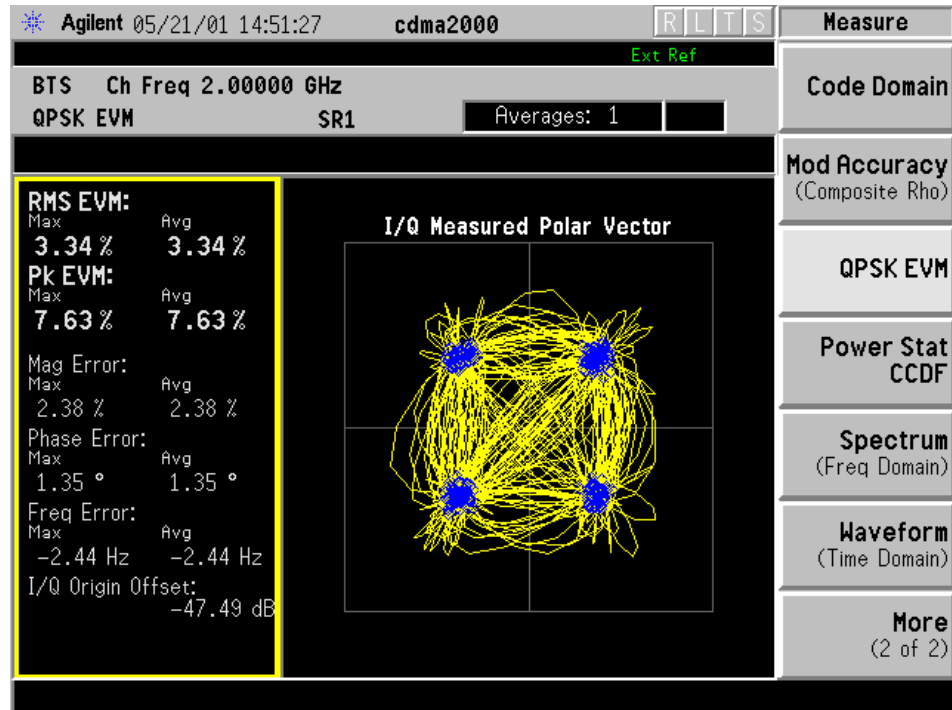 Agilent 05/21/01 14:51:27 cdma2000 R L T S Measure
Ext Ref
BTS Ch Freq 2.00000 GHz
QPSK EVM SR1 Averages: 1
RMS EVM:
Max Avg
3.34 % 3.34 %
Pk EVM:
Max Avg
7.63 % 7.63 %
Mag Error:
Max Avg
2.38 % 2.38 %
Phase Error:
Max Avg
1.35 ° 1.35 °
Freq Error:
Max Avg
-2.44 Hz -2.44 Hz
I/Q Origin Offset:
-47.49 dB
I/Q Measured Polar Vector
Code Domain
Mod Accuracy
(Composite Rho)
QPSK EVM
Power Stat
CCDF
Spectrum
(Freq Domain)
Waveform
(Time Domain)
More
(2 of 2)